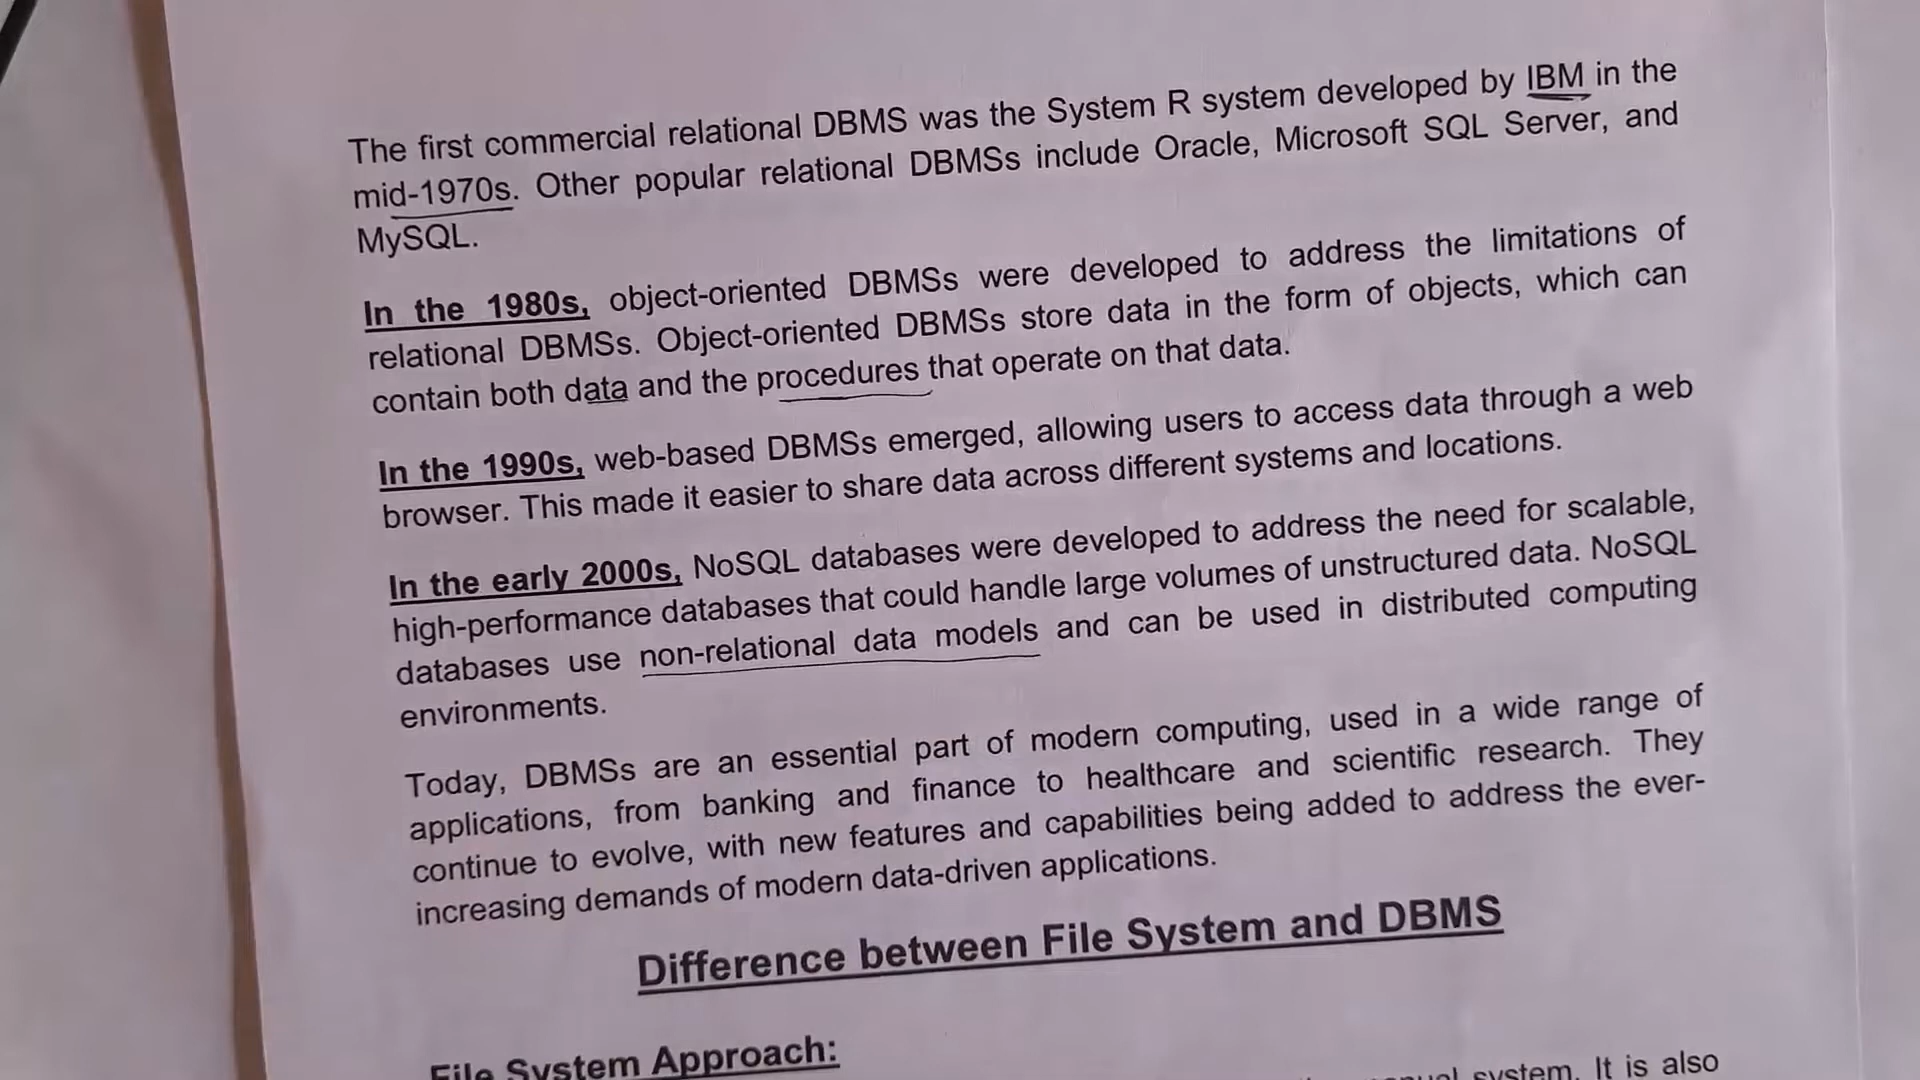 The first commercial relational DBMS was the System R system developed by IBM in the
mid-1970s. Other popular relational DBMSs include Oracle, Microsoft SQL Server, and
MySQL.
In the 1980s, object-oriented DBMSs were developed to address the limitations of
relational DBMSs. Object-oriented DBMSs store data in the form of objects, which can
contain both data and the procedures that operate on that data.
In the 1990s, web-based DBMSs emerged, allowing users to access data through a web
browser. This made it easier to share data across different systems and locations.
In the early 2000s, NoSQL databases were developed to address the need for scalable,
high-performance databases that could handle large volumes of unstructured data. NoSQL
databases use non-relational data models and can be used in distributed computing
environments.
Today, DBMSs are an essential part of modern computing, used in a wide range of
applications, from banking and finance to healthcare and scientific research. They
continue to evolve, with new features and capabilities being added to address the ever-
increasing demands of modern data-driven applications.
Difference between File System and DBMS
File System Approach:
system. It is also